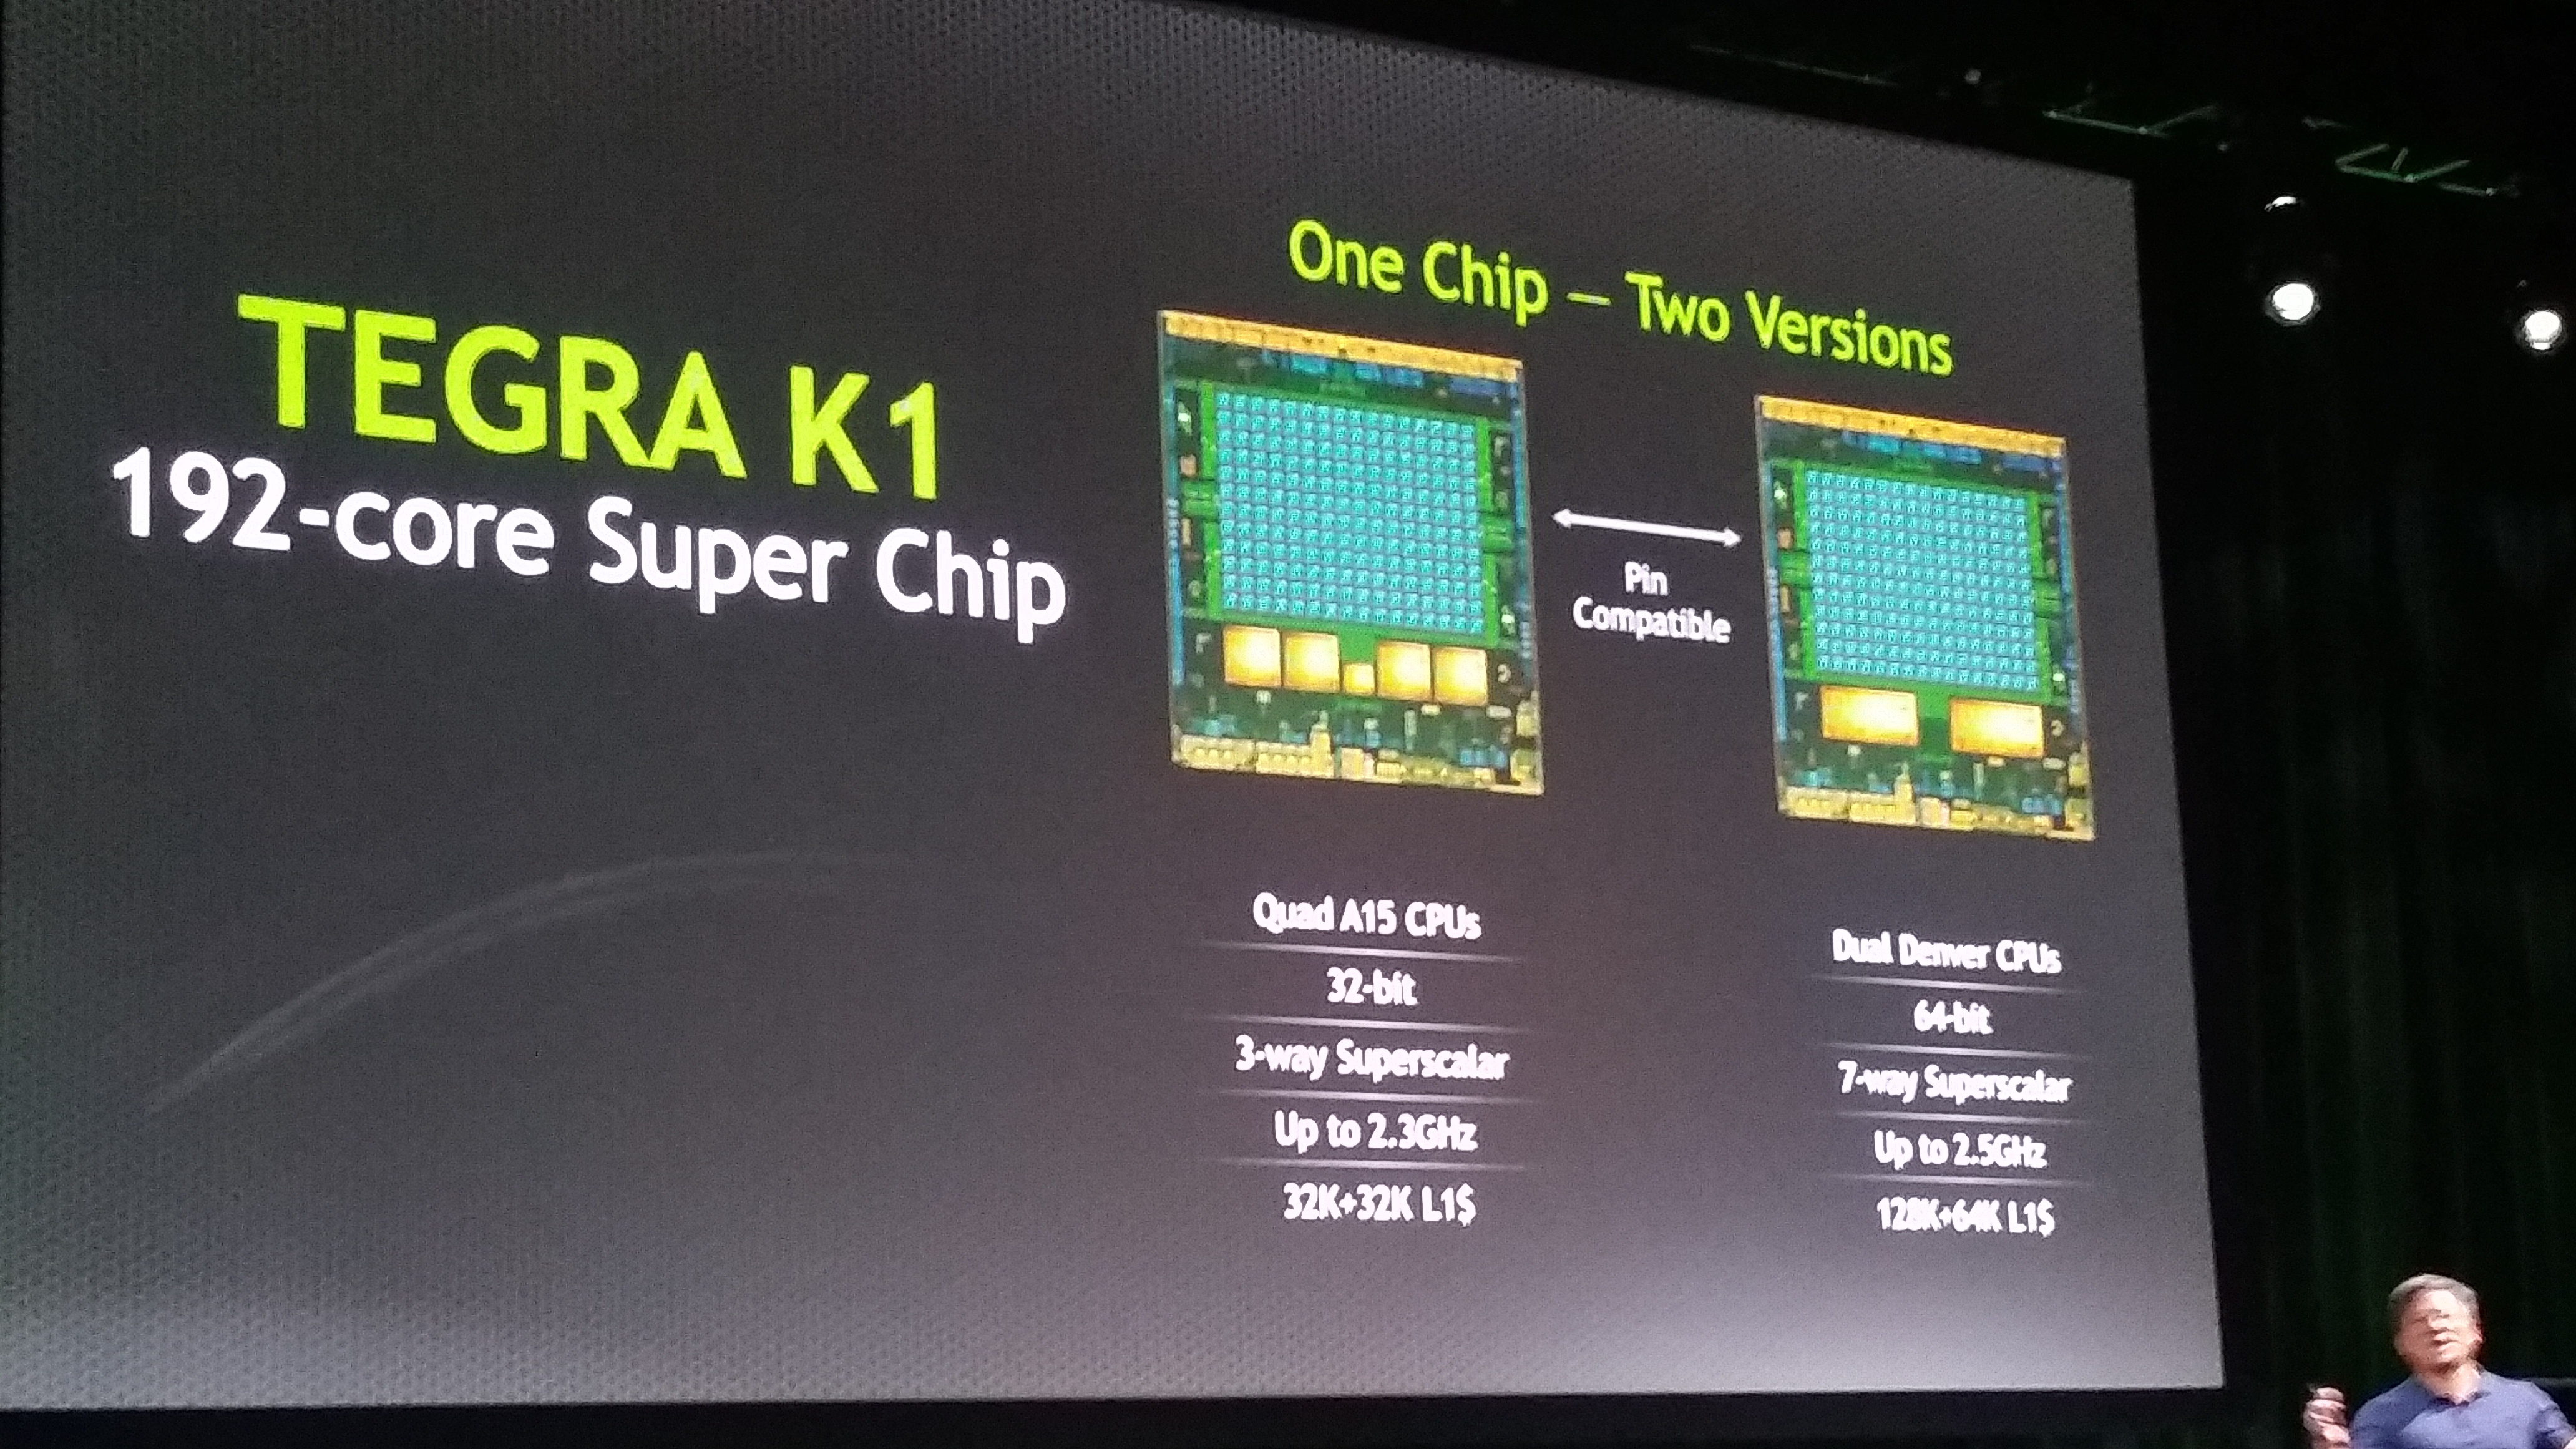 TEGRA K1
192-core Super Chip
One Chip – Two Versions
Pin
Compatible
Quad A15 CPUs
32-bit
3-way Superscalar
Up to 2.3GHz
32K+32K L1$
Dual Denver CPUs
64-bit
7-way Superscalar
Up to 2.5GHz
128K+64K L1$